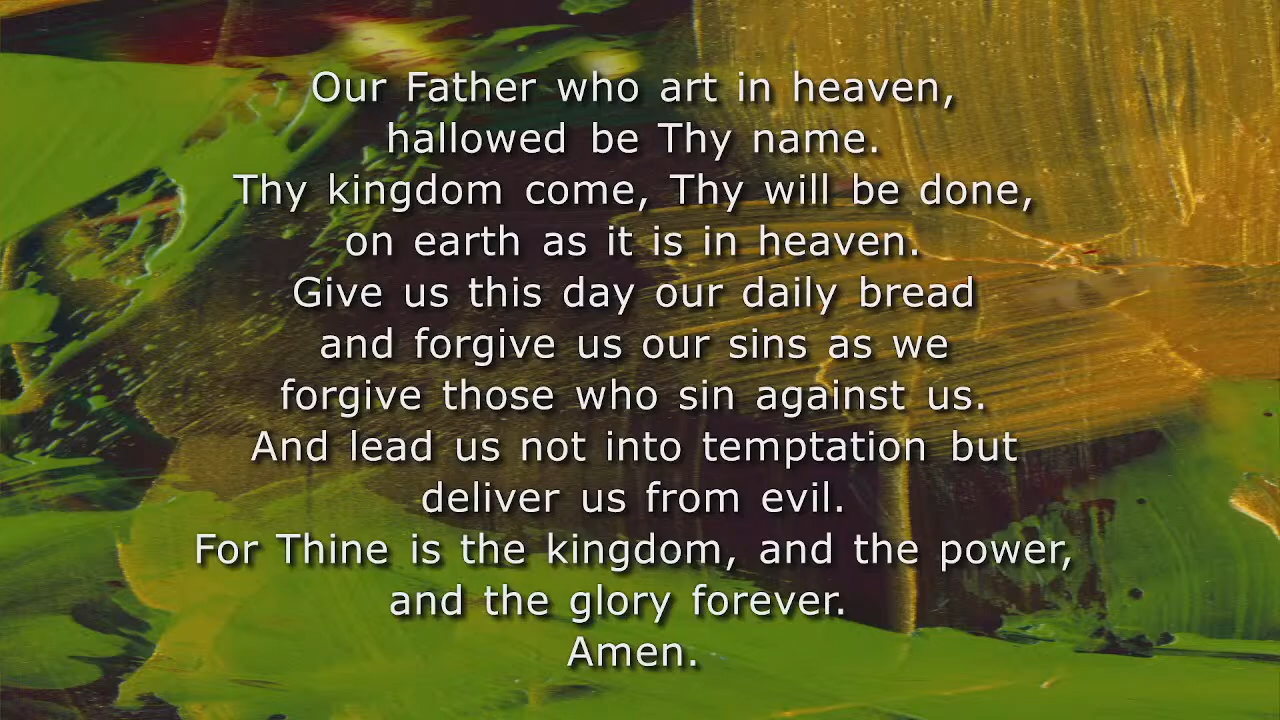 Our Father who art in heaven,
hallowed be Thy name.
Thy kingdom come, Thy will be done,
on earth as it is in heaven.
Give us this day our daily bread
and forgive us our sins as we
forgive those who sin against us.
And lead us not into temptation but
deliver us from evil.
For Thine is the kingdom, and the power,
and the glory forever.
Amen.